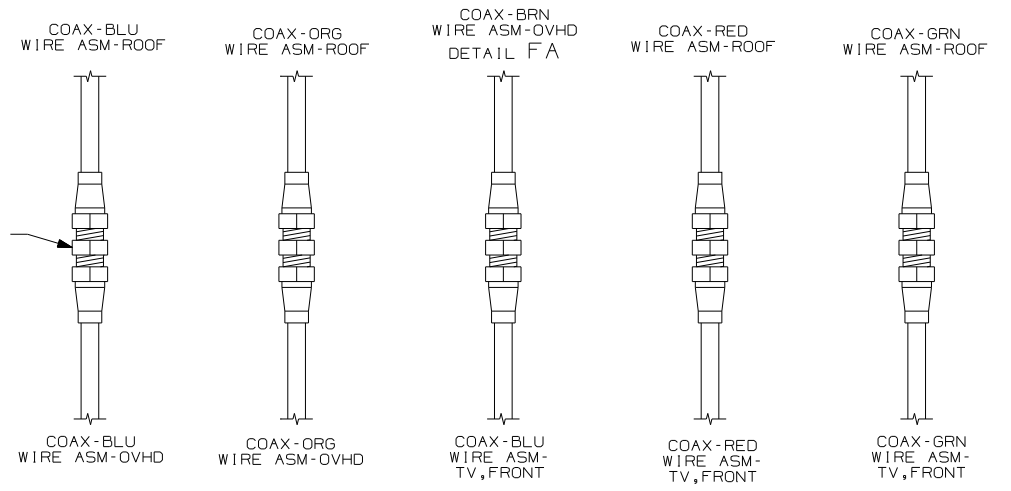 COAX-BLU
WIRE ASM-ROOF
COAX-ORG
WIRE ASM-ROOF
COAX-BRN
WIRE ASM-OVHD
DETAIL FA
COAX-RED
WIRE ASM-ROOF
COAX-GRN
WIRE ASM-ROOF
COAX-BLU
WIRE ASM-OVHD
COAX-ORG
WIRE ASM-OVHD
COAX-BLU
WIRE ASM-
TV,FRONT
COAX-RED
WIRE ASM-
TV,FRONT
COAX-GRN
WIRE ASM-
TV,FRONT